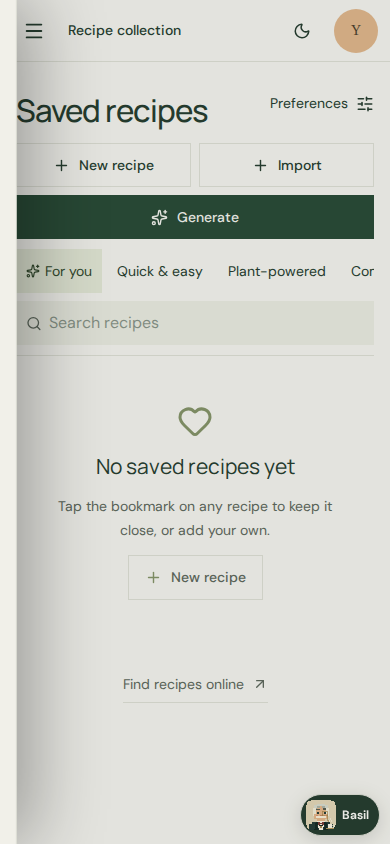 Recipe collection
Y
Saved recipes
Preferences
New recipe
Import
Generate
For you
Quick & easy
Plant-powered
Search recipes
No saved recipes yet
Tap the bookmark on any recipe to keep it
close, or add your own.
New recipe
Find recipes online
Basil